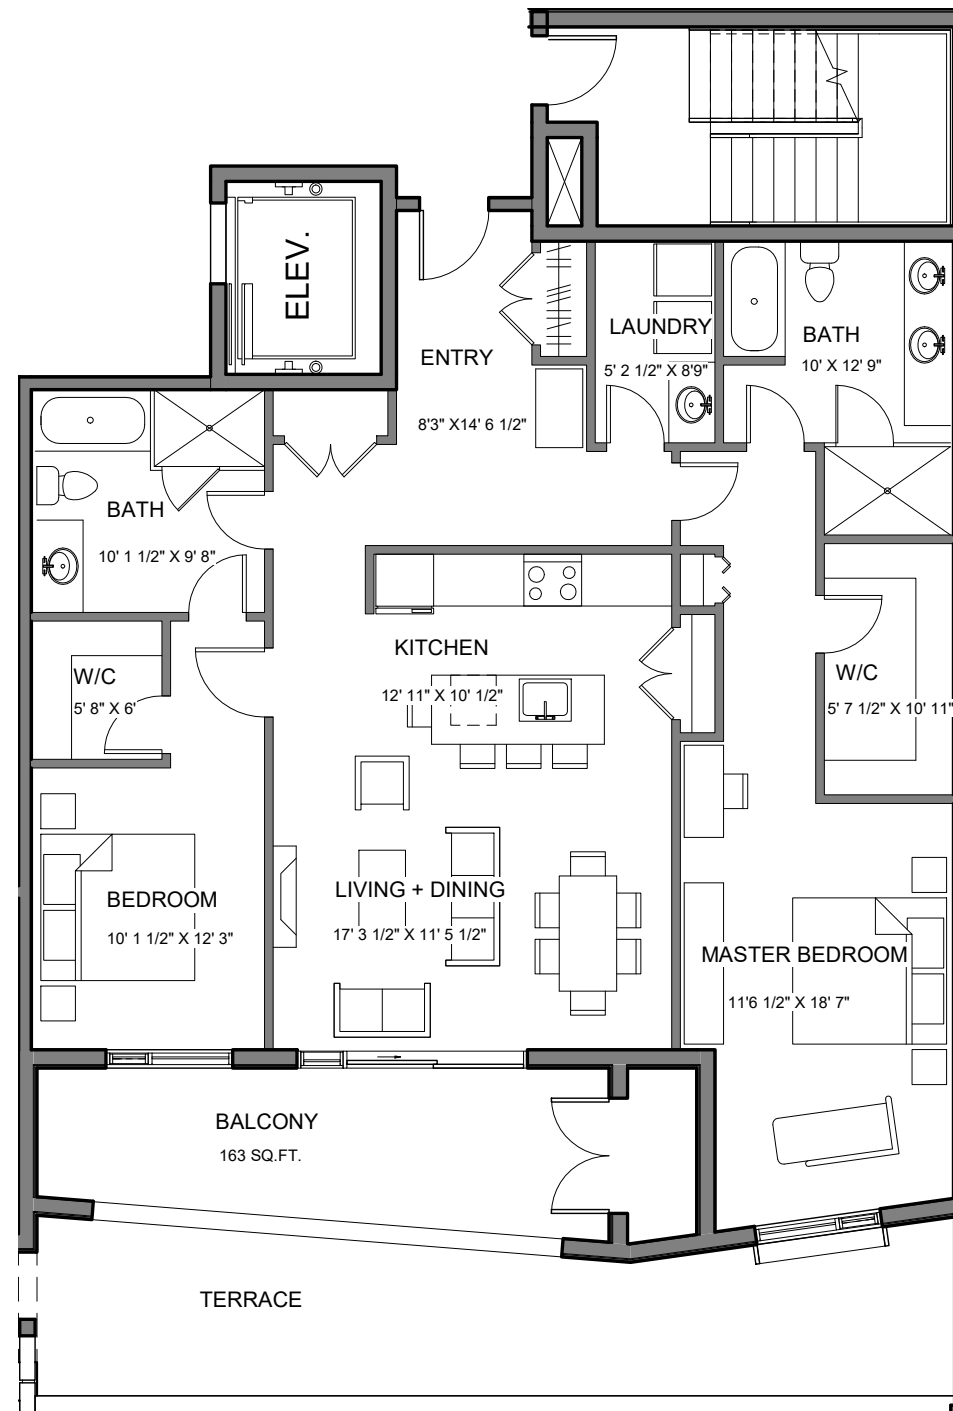 ELEV.
ENTRY
8'3" X14' 6 1/2"
LAUNDRY
5' 2 1/2" X 8'9"
BATH
10' X 12' 9"
BATH
10' 1 1/2" X 9' 8"
KITCHEN
12' 11" X 10' 1/2"
W/C
5' 8" X 6'
W/C
5' 7 1/2" X 10' 11"
BEDROOM
10' 1 1/2" X 12' 3"
LIVING + DINING
17' 3 1/2" X 11' 5 1/2"
MASTER BEDROOM
11'6 1/2" X 18' 7"
BALCONY
163 SQ.FT.
TERRACE